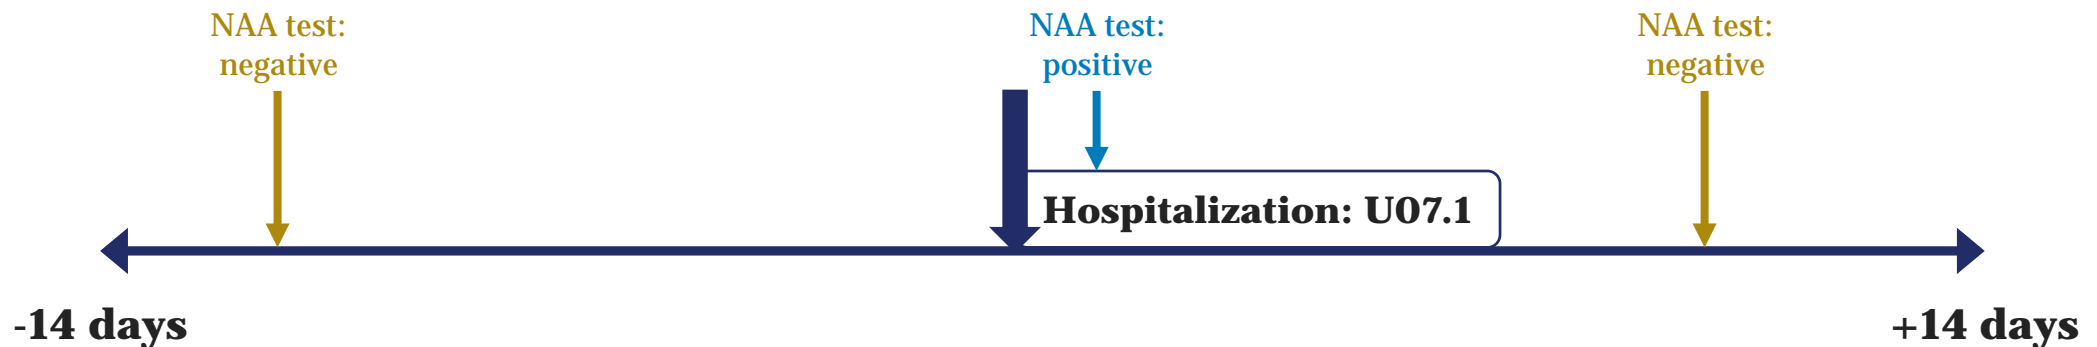 NAA test:
negative
NAA test:
positive
NAA test:
negative
Hospitalization: U07.1
-14 days
+14 days